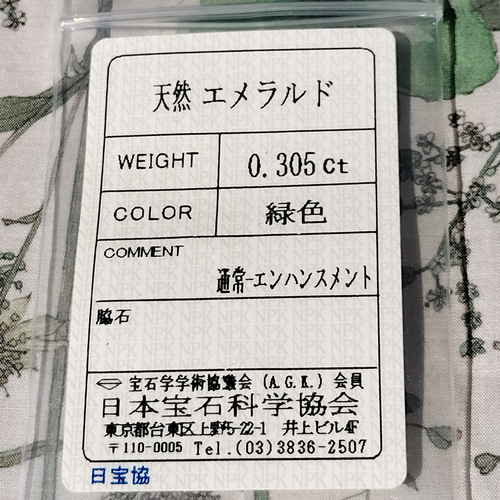 天然 エメラルド
WEIGHT 0.305 ct
COLOR 緑色
COMMENT
通常-エンハンスメント
脇石
宝石学学術協議会 (A.G.K.) 会員
日本宝石科学協会
東京都台東区上野5-22-1 井上ビル4F
〒110-0005 Tel.(03)3836-2507
日宝協